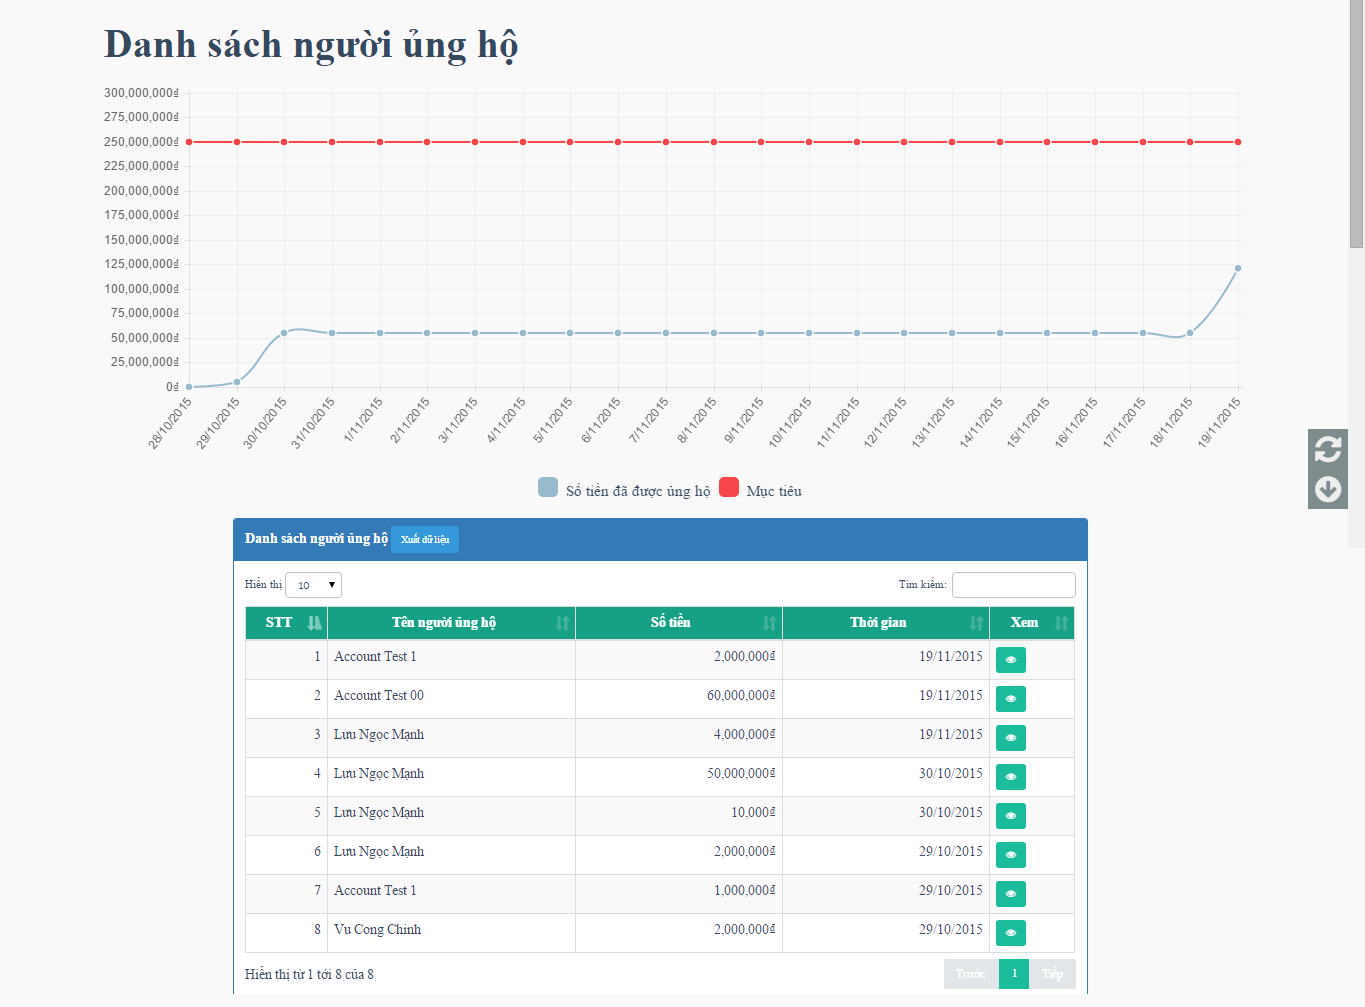 Danh sách người ủng hộ
300,000,000₫
275,000,000₫
250,000,000₫
225,000,000₫
200,000,000₫
175,000,000₫
150,000,000₫
125,000,000₫
100,000,000₫
75,000,000₫
50,000,000₫
25,000,000₫
0₫
28/10/2015 29/10/2015 30/10/2015 31/10/2015 1/11/2015 2/11/2015 3/11/2015 4/11/2015 5/11/2015 6/11/2015 7/11/2015 8/11/2015 9/11/2015 10/11/2015 11/11/2015 12/11/2015 13/11/2015 14/11/2015 15/11/2015 16/11/2015 17/11/2015 18/11/2015 19/11/2015
Số tiền đã được ủng hộ Mục tiêu
Danh sách người ủng hộ Xuất dữ liệu
Hiển thị 10 Tìm kiếm:
STT Tên người ủng hộ Số tiền Thời gian Xem
1 Account Test 1 2,000,000₫ 19/11/2015
2 Account Test 00 60,000,000₫ 19/11/2015
3 Lưu Ngọc Mạnh 4,000,000₫ 19/11/2015
4 Lưu Ngọc Mạnh 50,000,000₫ 30/10/2015
5 Lưu Ngọc Mạnh 10,000₫ 30/10/2015
6 Lưu Ngọc Mạnh 2,000,000₫ 29/10/2015
7 Account Test 1 1,000,000₫ 29/10/2015
8 Vu Cong Chinh 2,000,000₫ 29/10/2015
Hiển thị từ 1 tới 8 của 8 Trước 1 Tiếp